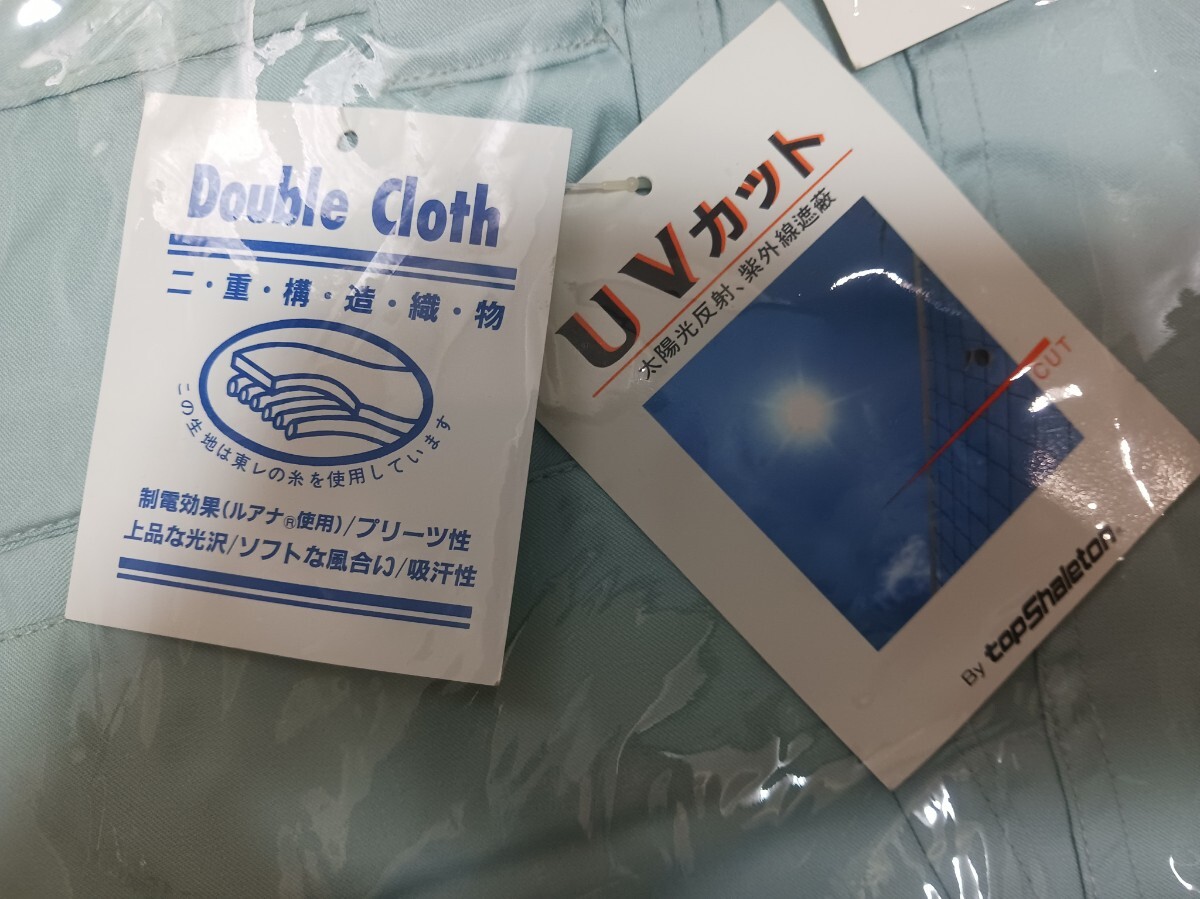 Double Cloth
二・重・構・造・織・物
この生地は東レの糸を使用しています
制電効果(ルアナ®使用)/プリーツ性
上品な光沢/ソフトな風合い/吸汗性
UVカット
太陽光反射、紫外線遮蔽
CUT
By topShaleton®